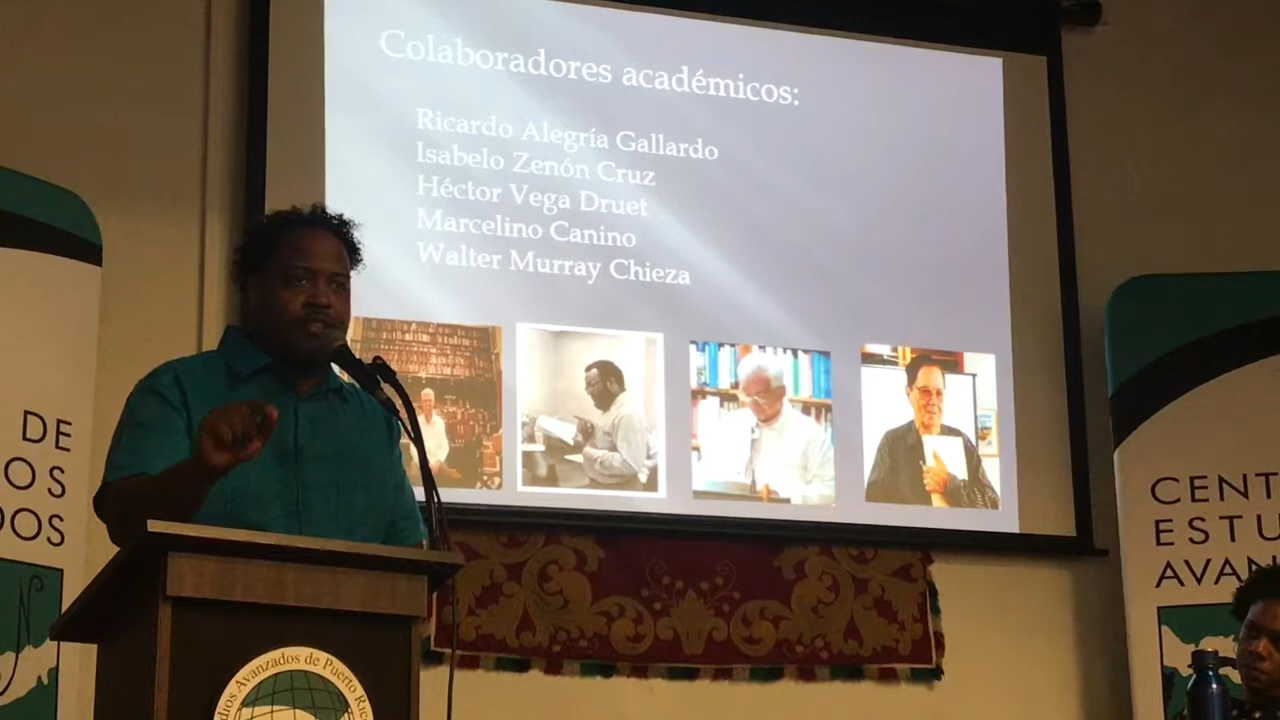 Colaboradores académicos:
Ricardo Alegría Gallardo
Isabelo Zenón Cruz
Héctor Vega Druet
Marcelino Canino
Walter Murray Chieza
DE
OS
DOS
CENT
ESTU
AVAN
dios Avanzados de Puerto Ric